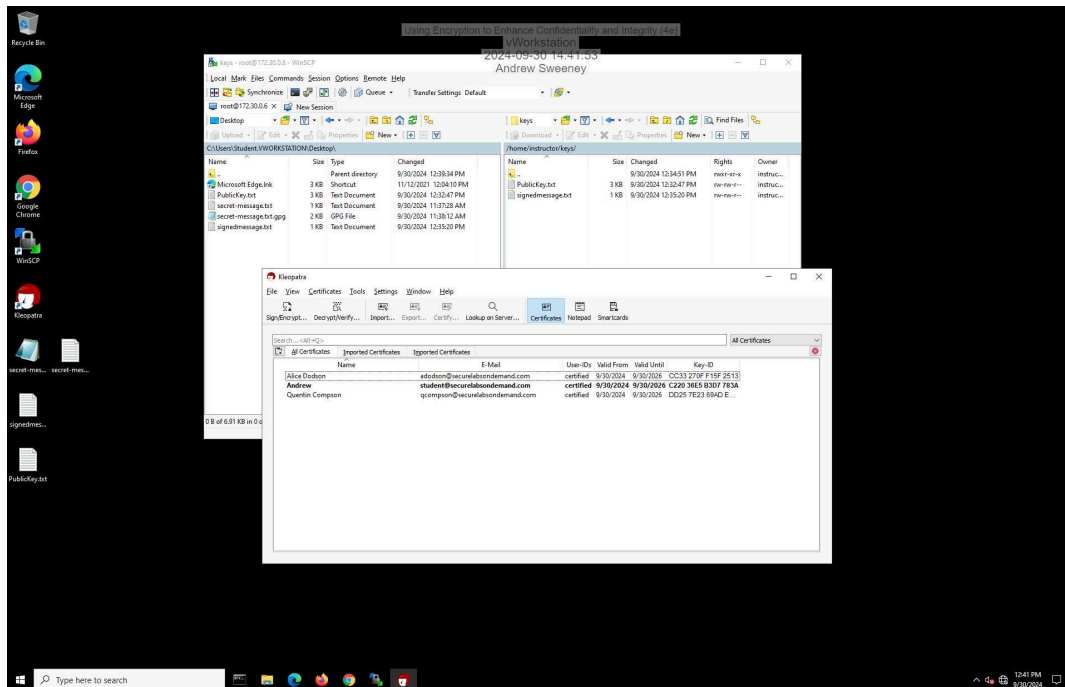 Using Encryption to Enhance Confidentiality and Integrity (4e)
vWorkstation
2024-09-30 14:41:53
Andrew Sweeney
Recycle Bin
Microsoft
Edge
Firefox
Google
Chrome
WinSCP
Kleopatra
secret-mes... secret-mes...
signedmes...
PublicKey.txt
keys - root@172.30.0.6 - WinSCP
Local Mark Files Commands Session Options Remote Help
Synchronize Queue Transfer Settings Default
root@172.30.0.6 × New Session
Desktop keys Find Files
Upload Edit Properties New Download Edit Properties New
C:\Users\Student.VWORKSTATION\Desktop\ /home/instructor/keys/
Name Size Type Changed Name Size Changed Rights Owner
.. Parent directory 9/30/2024 12:39:34 PM .. 9/30/2024 12:34:51 PM rwxr-xr-x instruc...
Microsoft Edge.lnk 3 KB Shortcut 11/12/2021 12:04:10 PM PublicKey.txt 3 KB 9/30/2024 12:32:47 PM rw-rw-r-- instruc...
PublicKey.txt 3 KB Text Document 9/30/2024 12:32:47 PM signedmessage.txt 1 KB 9/30/2024 12:35:20 PM rw-rw-r-- instruc...
secret-message.txt 1 KB Text Document 9/30/2024 11:37:28 AM
secret-message.txt.gpg 2 KB GPG File 9/30/2024 11:38:12 AM
signedmessage.txt 1 KB Text Document 9/30/2024 12:35:20 PM
0 B of 6.91 KB in 0 o
Kleopatra
File View Certificates Tools Settings Window Help
Sign/Encrypt... Decrypt/Verify... Import... Export... Certify... Lookup on Server... Certificates Notepad Smartcards
Search... <Alt+Q> All Certificates
All Certificates Imported Certificates Imported Certificates
Name E-Mail User-IDs Valid From Valid Until Key-ID
Alice Dodson adodson@securelabsondemand.com certified 9/30/2024 9/30/2026 CC33 270F F15F 2513
Andrew student@securelabsondemand.com certified 9/30/2024 9/30/2026 C220 36E5 B3D7 783A
Quentin Compson qcompson@securelabsondemand.com certified 9/30/2024 9/30/2026 DD25 7E23 69AD E...
Type here to search
12:41 PM
9/30/2024